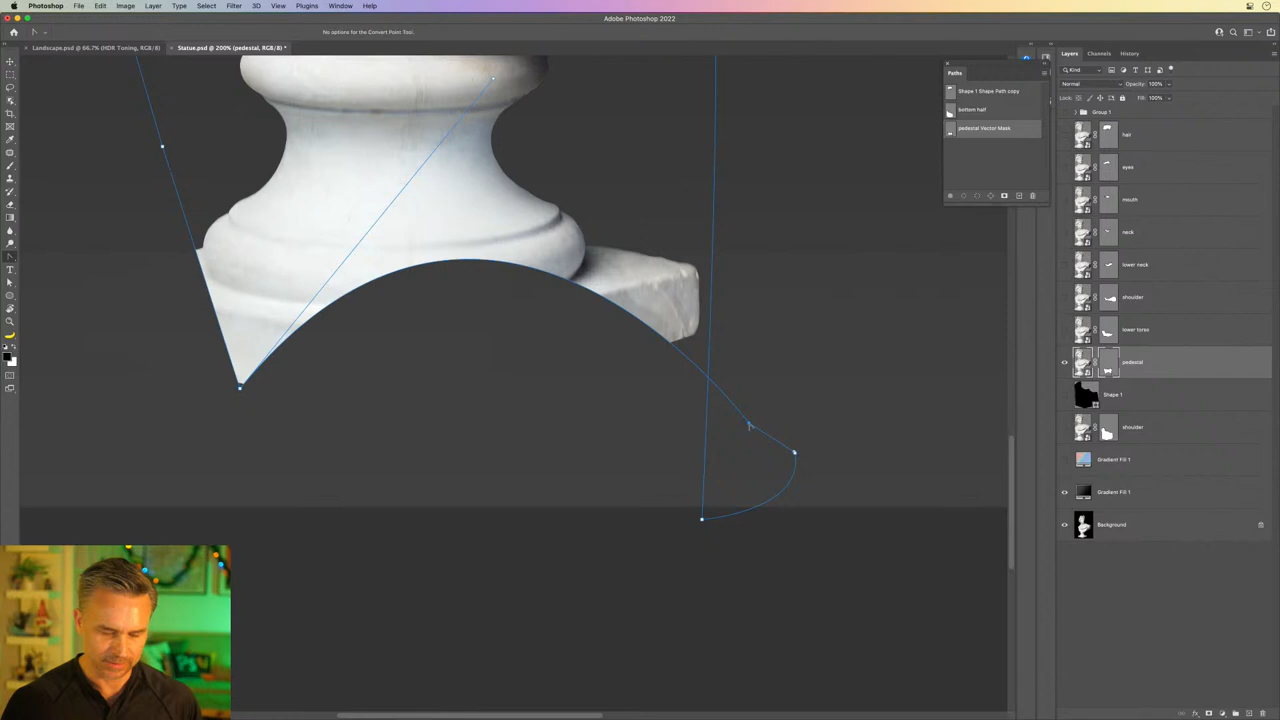 Photoshop File Edit Image Layer Type Select Filter 3D View Plugins Window Help
Adobe Photoshop 2022
No options for the Convert Point Tool.
Landscape.psd @ 66.7% (HDR Toning, RGB/8)
Statue.psd @ 200% (pedestal, RGB/8) *
Paths
Shape 1 Shape Path copy
bottom half
pedestal Vector Mask
Layers Channels History
Kind
Normal Opacity: 100%
Lock: Fill: 100%
Group 1
hair
eyes
mouth
neck
lower neck
shoulder
lower torso
pedestal
Shape 1
shoulder
Gradient Fill 1
Gradient Fill 1
Background